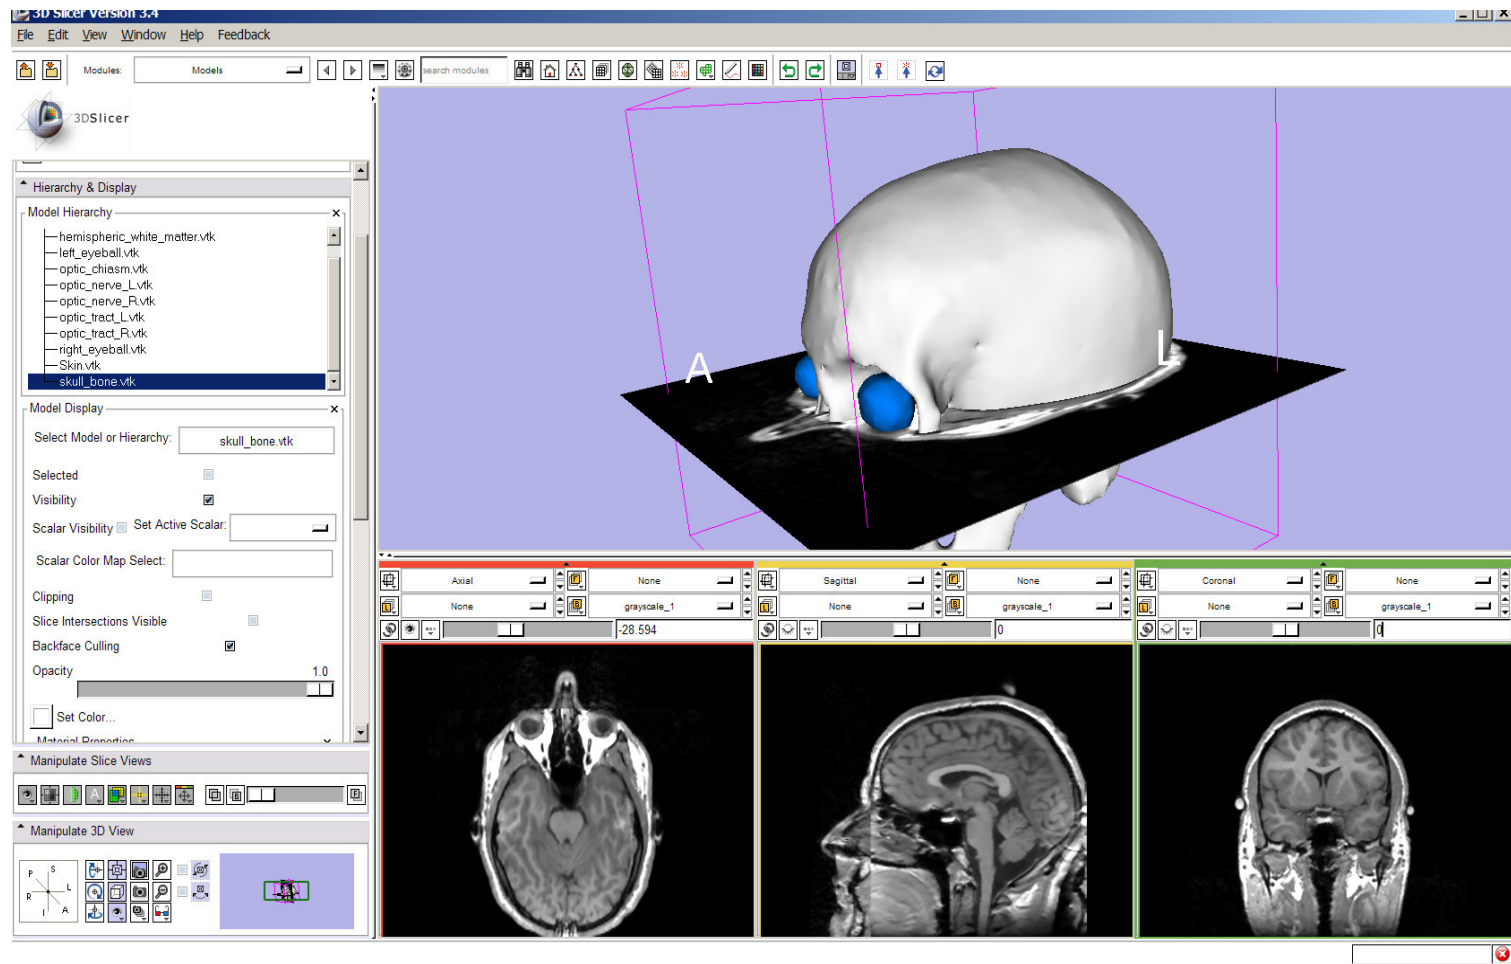 3D Slicer Version 3.4
File Edit View Window Help Feedback
Modules: Models search modules
3DSlicer
Hierarchy & Display
Model Hierarchy
hemispheric_white_matter.vtk
left_eyeball.vtk
optic_chiasm.vtk
optic_nerve_L.vtk
optic_nerve_R.vtk
optic_tract_L.vtk
optic_tract_R.vtk
right_eyeball.vtk
Skin.vtk
skull_bone.vtk
Model Display
Select Model or Hierarchy: skull_bone.vtk
Selected
Visibility
Scalar Visibility Set Active Scalar:
Scalar Color Map Select:
Clipping
Slice Intersections Visible
Backface Culling
Opacity 1.0
Set Color...
Material Properties
Manipulate Slice Views
Manipulate 3D View
P S L R I A
A
L
Axial None
None grayscale_1
-28.594
Sagittal None
None grayscale_1
0
Coronal None
None grayscale_1
0